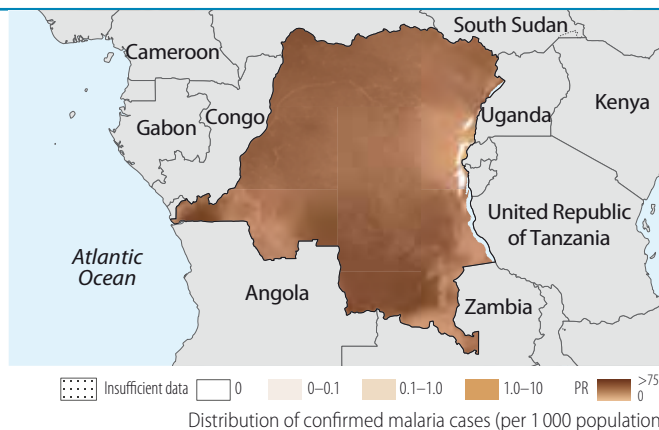 South Sudan
Cameroon
Uganda
Kenya
Congo
Gabon
United Republic
of Tanzania
Atlantic
Ocean
Angola
Zambia
Insufficient data 0 0–0.1 0.1–1.0 1.0–10 PR >75
0
Distribution of confirmed malaria cases (per 1 000 population